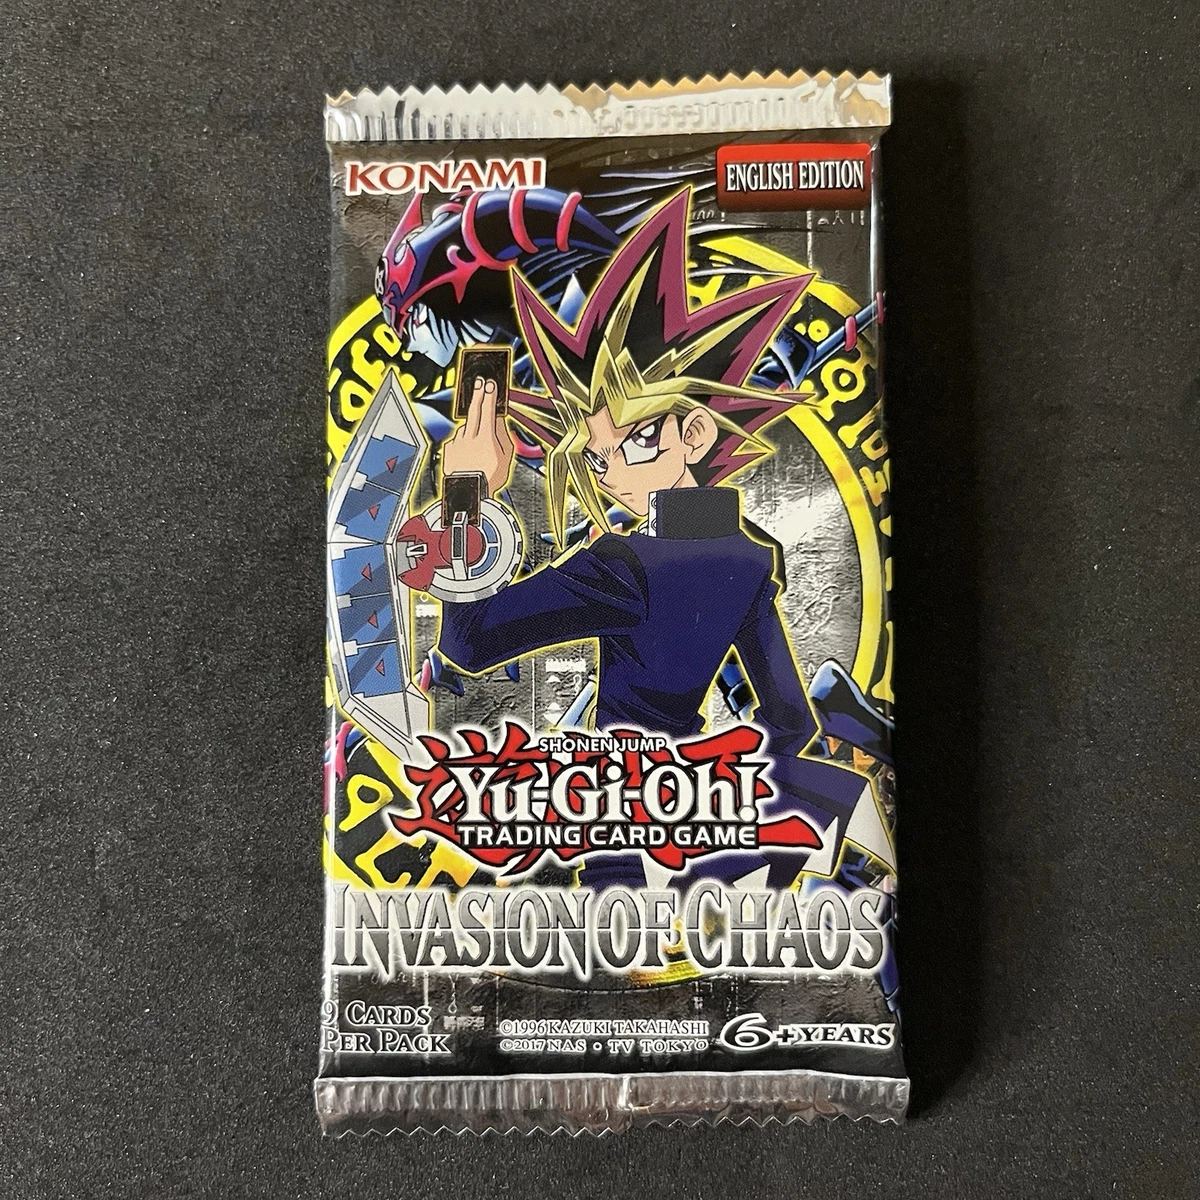 KONAMI
ENGLISH EDITION
SHONEN JUMP
Yu-Gi-Oh!
TRADING CARD GAME
INVASION OF CHAOS
9 CARDS
PER PACK
©1996 KAZUKI TAKAHASHI
©2017 NAS • TV TOKYO
6+YEARS